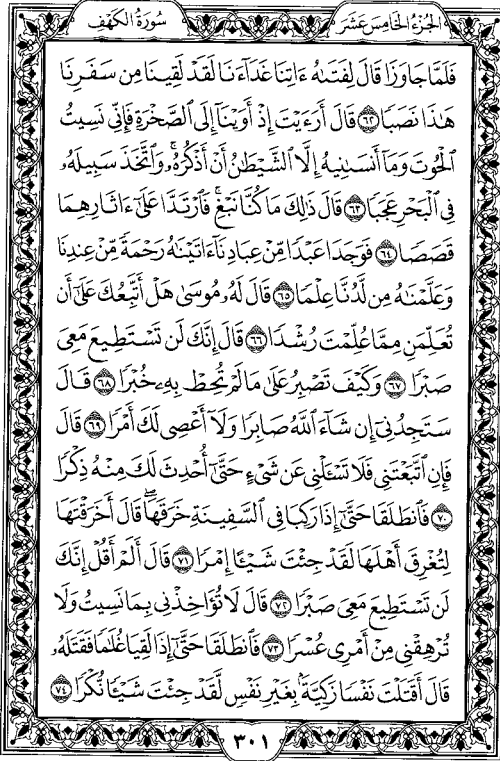 الجزء الخامس عشر
سورة الكهف
فَلَمَّا جَاوَزَا قَالَ لِفَتَىٰهُ ءَاتِنَا غَدَآءَنَا لَقَدْ لَقِينَا مِن سَفَرِنَا
هَٰذَا نَصَبًا ٦٢ قَالَ أَرَءَيْتَ إِذْ أَوَيْنَآ إِلَى ٱلصَّخْرَةِ فَإِنِّى نَسِيتُ
ٱلْحُوتَ وَمَآ أَنسَىٰنِيهُ إِلَّا ٱلشَّيْطَٰنُ أَنْ أَذْكُرَهُۥ ۚ وَٱتَّخَذَ سَبِيلَهُۥ
فِى ٱلْبَحْرِ عَجَبًا ٦٣ قَالَ ذَٰلِكَ مَا كُنَّا نَبْغِ ۚ فَٱرْتَدَّا عَلَىٰٓ ءَاثَارِهِمَا
قَصَصًا ٦٤ فَوَجَدَا عَبْدًا مِّنْ عِبَادِنَآ ءَاتَيْنَٰهُ رَحْمَةً مِّنْ عِندِنَا
وَعَلَّمْنَٰهُ مِن لَّدُنَّا عِلْمًا ٦٥ قَالَ لَهُۥ مُوسَىٰ هَلْ أَتَّبِعُكَ عَلَىٰٓ أَن
تُعَلِّمَنِ مِمَّا عُلِّمْتَ رُشْدًا ٦٦ قَالَ إِنَّكَ لَن تَسْتَطِيعَ مَعِىَ
صَبْرًا ٦٧ وَكَيْفَ تَصْبِرُ عَلَىٰ مَا لَمْ تُحِطْ بِهِۦ خُبْرًا ٦٨ قَالَ
سَتَجِدُنِىٓ إِن شَآءَ ٱللَّهُ صَابِرًا وَلَآ أَعْصِى لَكَ أَمْرًا ٦٩ قَالَ
فَإِنِ ٱتَّبَعْتَنِى فَلَا تَسْـَٔلْنِى عَن شَىْءٍ حَتَّىٰٓ أُحْدِثَ لَكَ مِنْهُ ذِكْرًا
٧٠ فَٱنطَلَقَا حَتَّىٰٓ إِذَا رَكِبَا فِى ٱلسَّفِينَةِ خَرَقَهَا ۖ قَالَ أَخَرَقْتَهَا
لِتُغْرِقَ أَهْلَهَا لَقَدْ جِئْتَ شَيْـًٔا إِمْرًا ٧١ قَالَ أَلَمْ أَقُلْ إِنَّكَ
لَن تَسْتَطِيعَ مَعِىَ صَبْرًا ٧٢ قَالَ لَا تُؤَاخِذْنِى بِمَا نَسِيتُ وَلَا
تُرْهِقْنِى مِنْ أَمْرِى عُسْرًا ٧٣ فَٱنطَلَقَا حَتَّىٰٓ إِذَا لَقِيَا غُلَٰمًا فَقَتَلَهُۥ
قَالَ أَقَتَلْتَ نَفْسًا زَكِيَّةًۢ بِغَيْرِ نَفْسٍ لَّقَدْ جِئْتَ شَيْـًٔا نُّكْرًا ٧٤
٣٠١